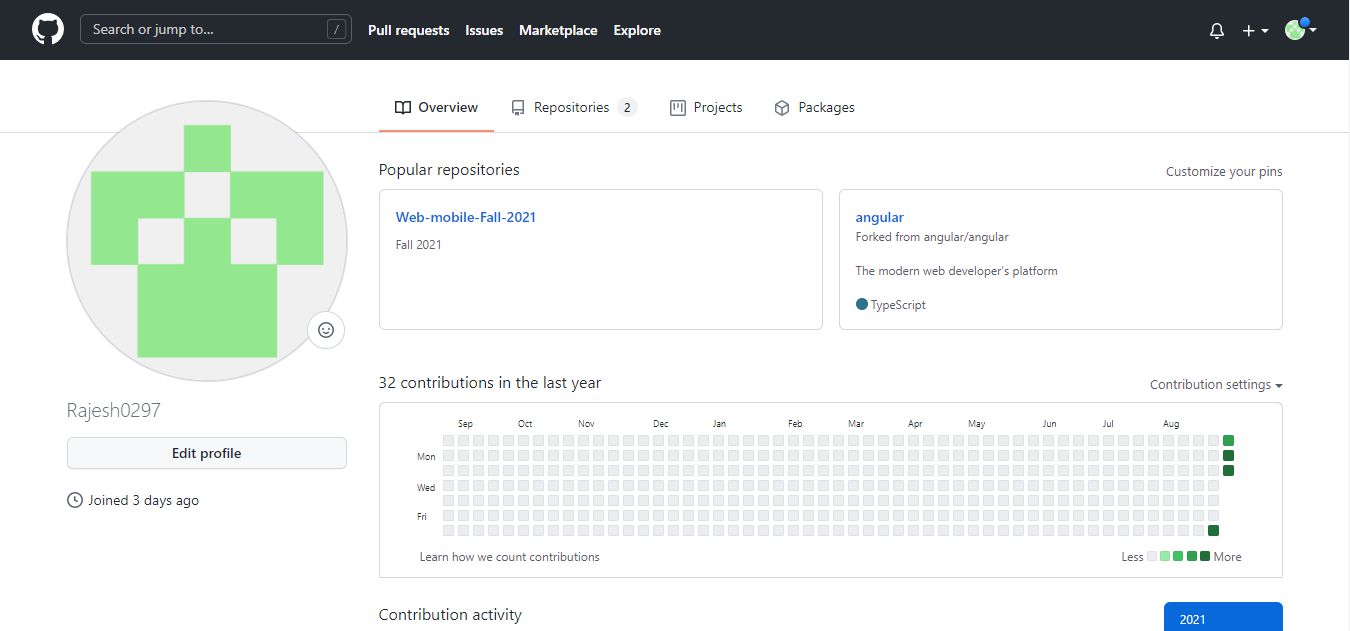 Search or jump to... /
Pull requests Issues Marketplace Explore
Overview Repositories 2 Projects Packages
Popular repositories Customize your pins
Web-mobile-Fall-2021
Fall 2021
angular
Forked from angular/angular
The modern web developer's platform
TypeScript
32 contributions in the last year Contribution settings
Sep Oct Nov Dec Jan Feb Mar Apr May Jun Jul Aug
Mon
Wed
Fri
Learn how we count contributions Less More
Rajesh0297
Edit profile
Joined 3 days ago
Contribution activity 2021